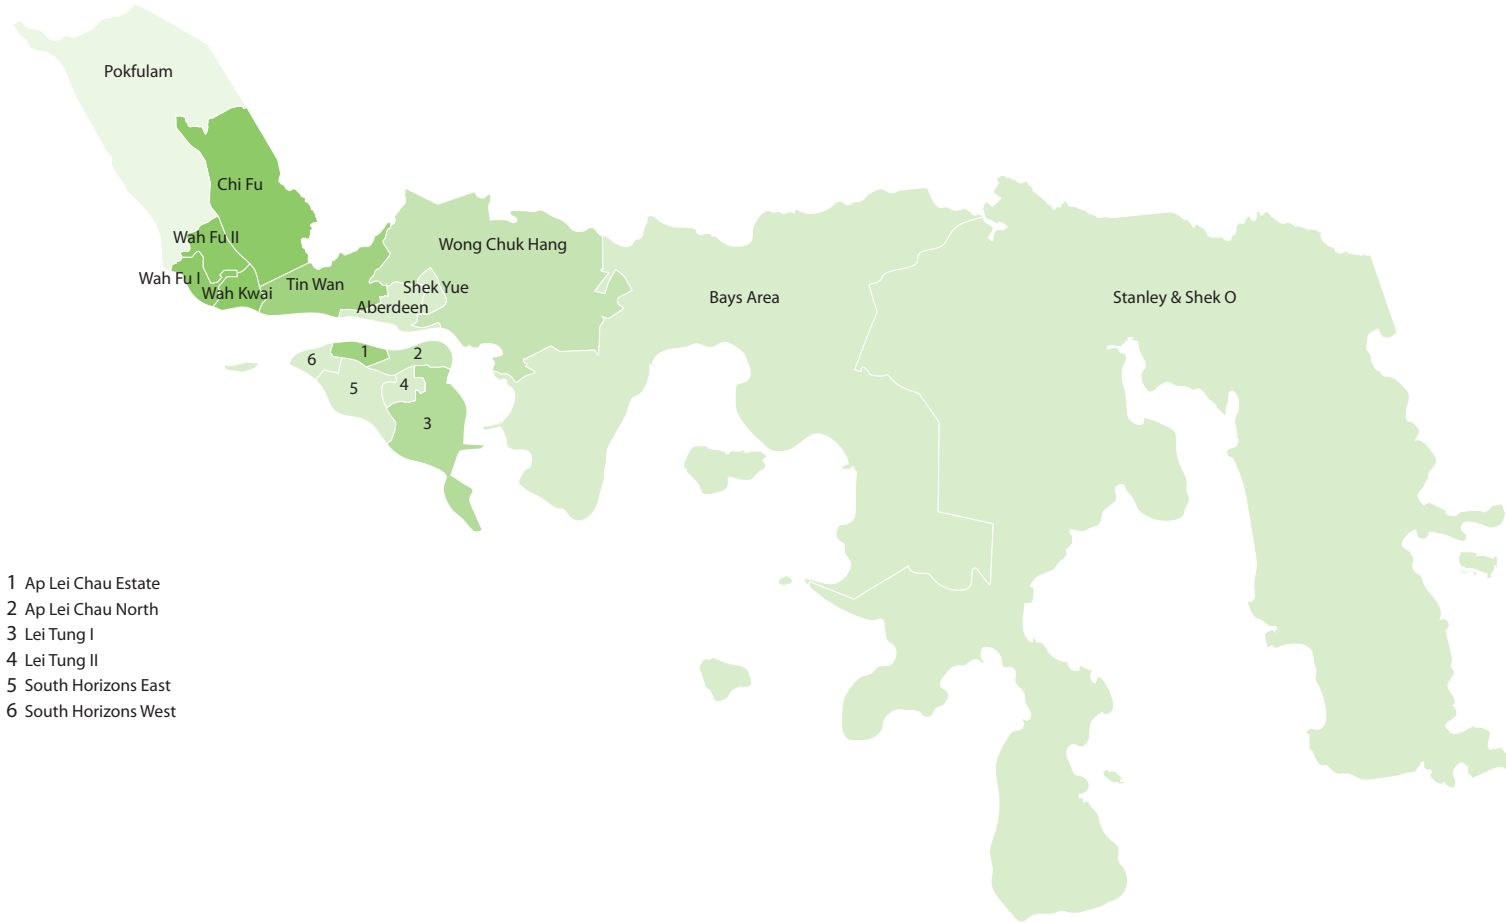 Pokfulam
Chi Fu
Wah Fu II
Wong Chuk Hang
Wah Fu I
Tin Wan
Shek Yue
Wah Kwai
Aberdeen
Bays Area
Stanley & Shek O
1
2
6
4
5
3
1 Ap Lei Chau Estate
2 Ap Lei Chau North
3 Lei Tung I
4 Lei Tung II
5 South Horizons East
6 South Horizons West